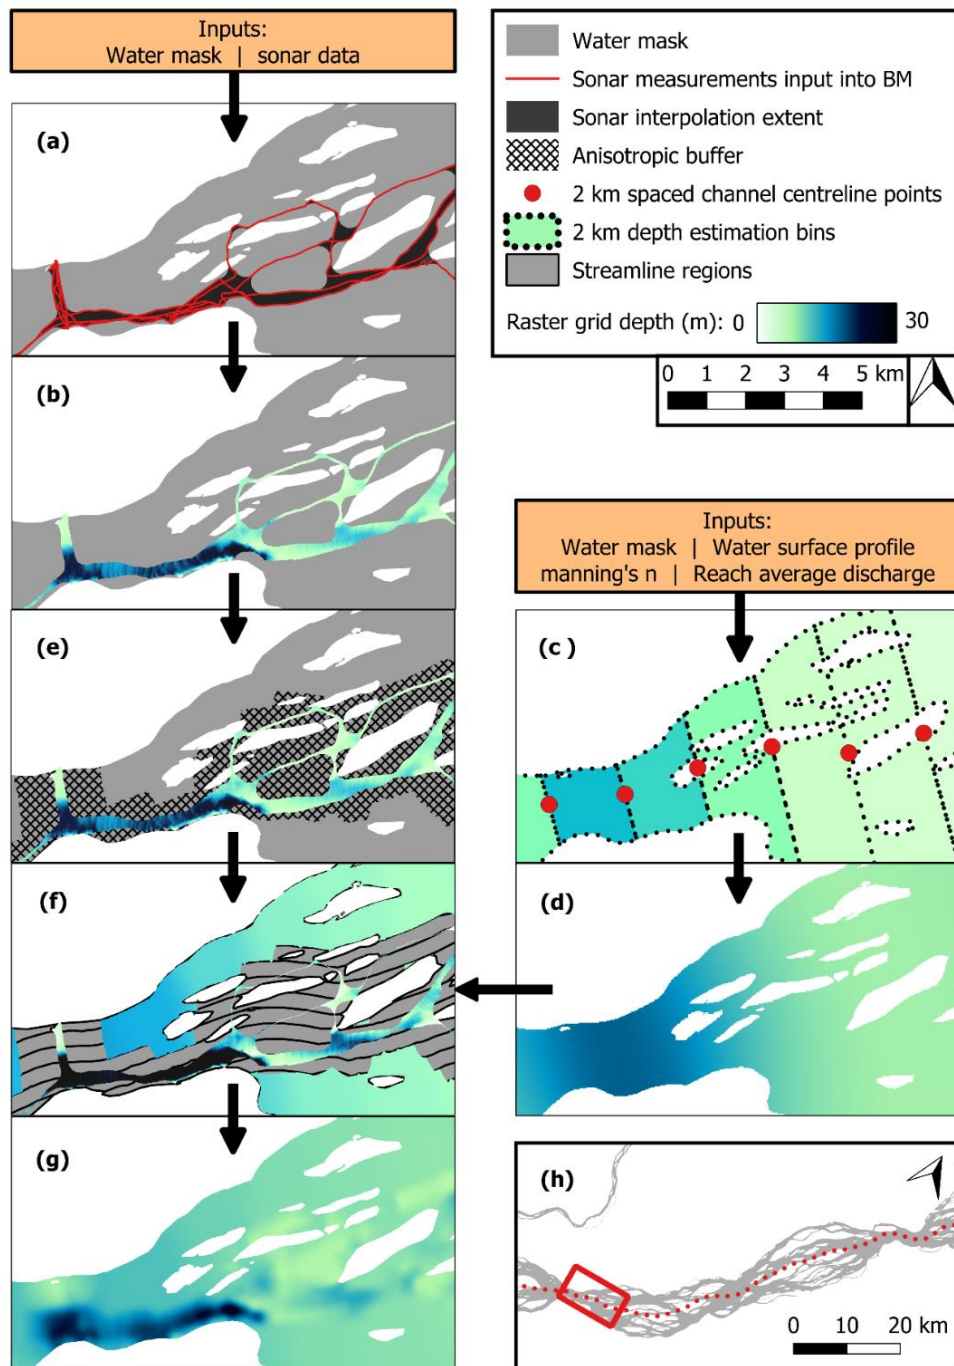 Inputs:
Water mask | sonar data
(a)
(b)
(e)
(f)
(g)
Water mask
Sonar measurements input into BM
Sonar interpolation extent
Anisotropic buffer
2 km spaced channel centreline points
2 km depth estimation bins
Streamline regions
Raster grid depth (m): 0 30
0 1 2 3 4 5 km
Inputs:
Water mask | Water surface profile
manning's n | Reach average discharge
(c )
(d)
(h)
0 10 20 km